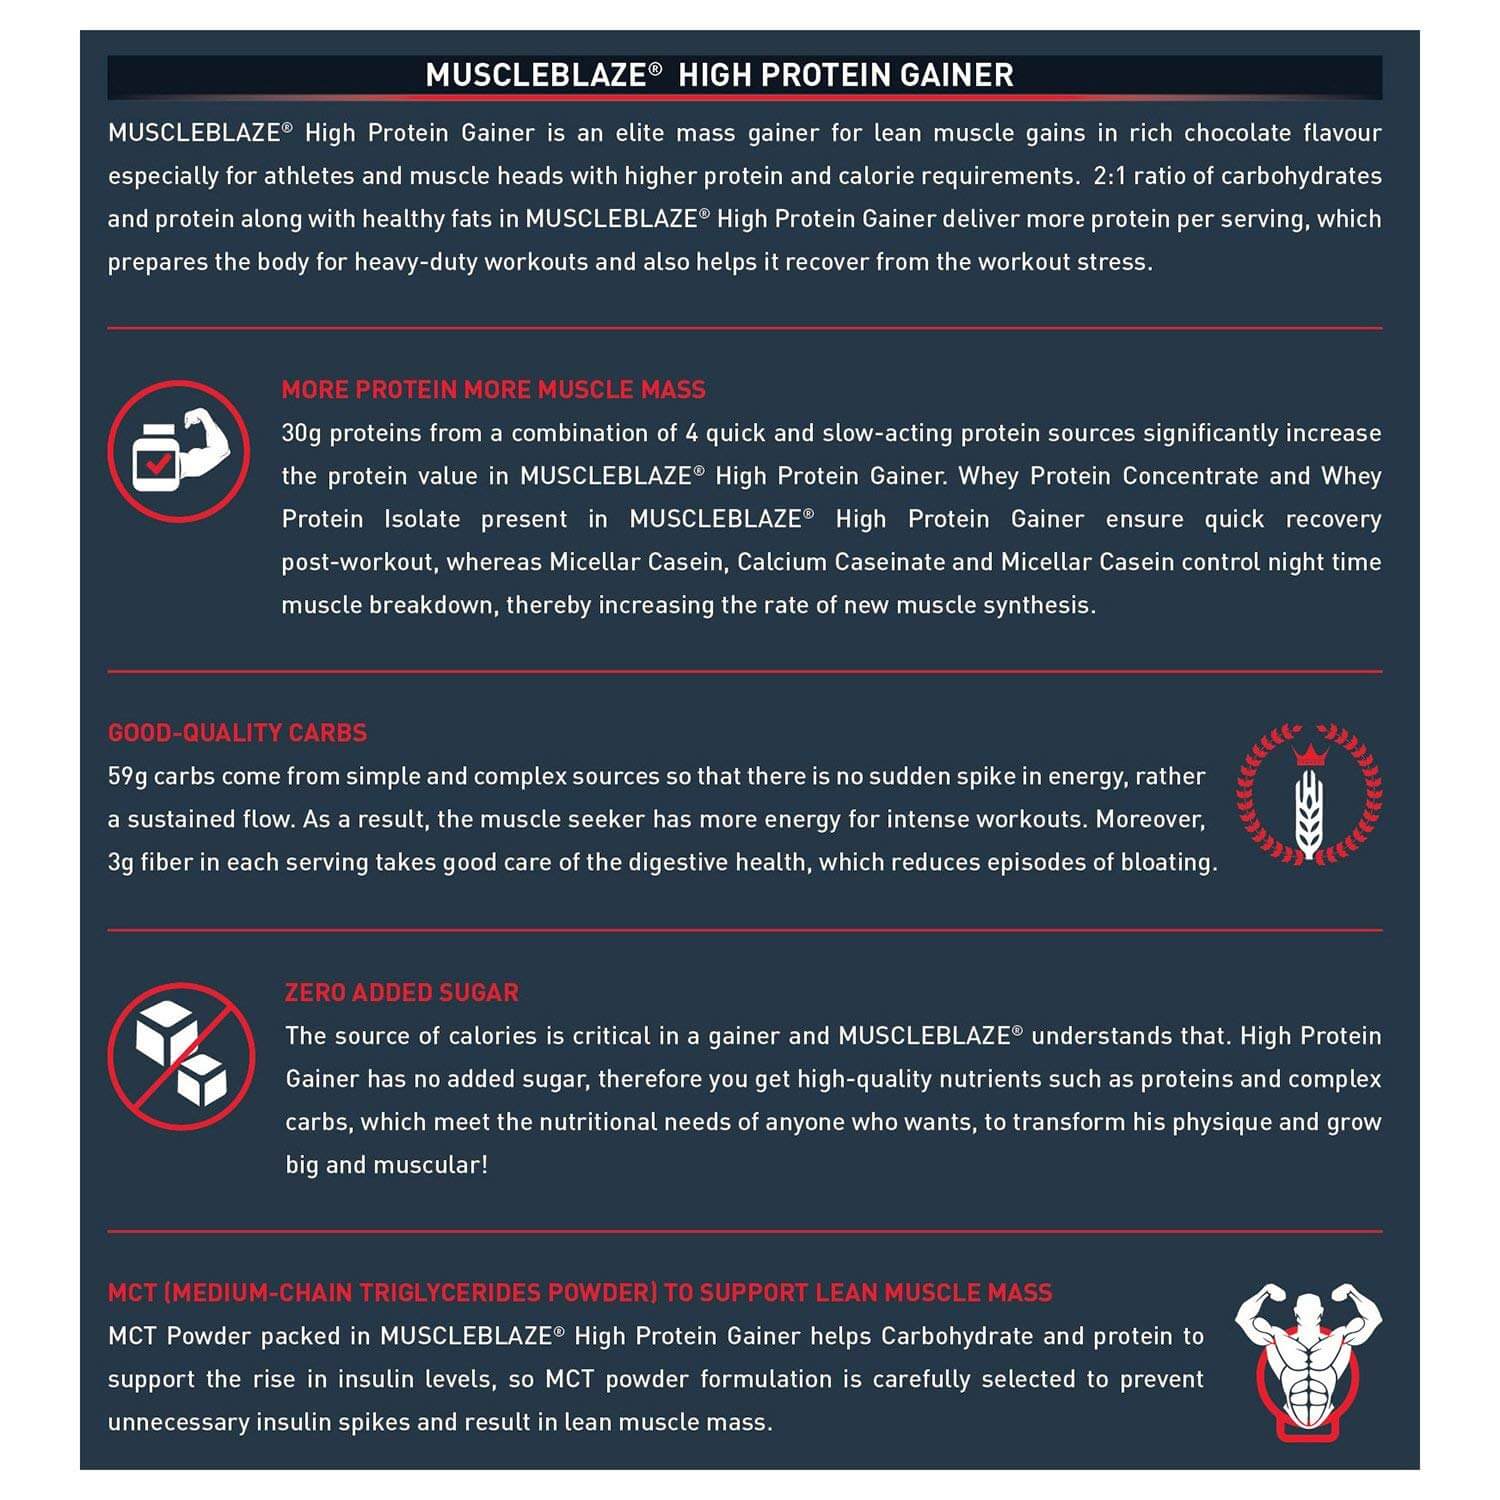 MUSCLEBLAZE® HIGH PROTEIN GAINER
MUSCLEBLAZE® High Protein Gainer is an elite mass gainer for lean muscle gains in rich chocolate flavour
especially for athletes and muscle heads with higher protein and calorie requirements. 2:1 ratio of carbohydrates
and protein along with healthy fats in MUSCLEBLAZE® High Protein Gainer deliver more protein per serving, which
prepares the body for heavy-duty workouts and also helps it recover from the workout stress.
MORE PROTEIN MORE MUSCLE MASS
30g proteins from a combination of 4 quick and slow-acting protein sources significantly increase
the protein value in MUSCLEBLAZE® High Protein Gainer. Whey Protein Concentrate and Whey
Protein Isolate present in MUSCLEBLAZE® High Protein Gainer ensure quick recovery
post-workout, whereas Micellar Casein, Calcium Caseinate and Micellar Casein control night time
muscle breakdown, thereby increasing the rate of new muscle synthesis.
GOOD-QUALITY CARBS
59g carbs come from simple and complex sources so that there is no sudden spike in energy, rather
a sustained flow. As a result, the muscle seeker has more energy for intense workouts. Moreover,
3g fiber in each serving takes good care of the digestive health, which reduces episodes of bloating.
ZERO ADDED SUGAR
The source of calories is critical in a gainer and MUSCLEBLAZE® understands that. High Protein
Gainer has no added sugar, therefore you get high-quality nutrients such as proteins and complex
carbs, which meet the nutritional needs of anyone who wants, to transform his physique and grow
big and muscular!
MCT (MEDIUM-CHAIN TRIGLYCERIDES POWDER) TO SUPPORT LEAN MUSCLE MASS
MCT Powder packed in MUSCLEBLAZE® High Protein Gainer helps Carbohydrate and protein to
support the rise in insulin levels, so MCT powder formulation is carefully selected to prevent
unnecessary insulin spikes and result in lean muscle mass.